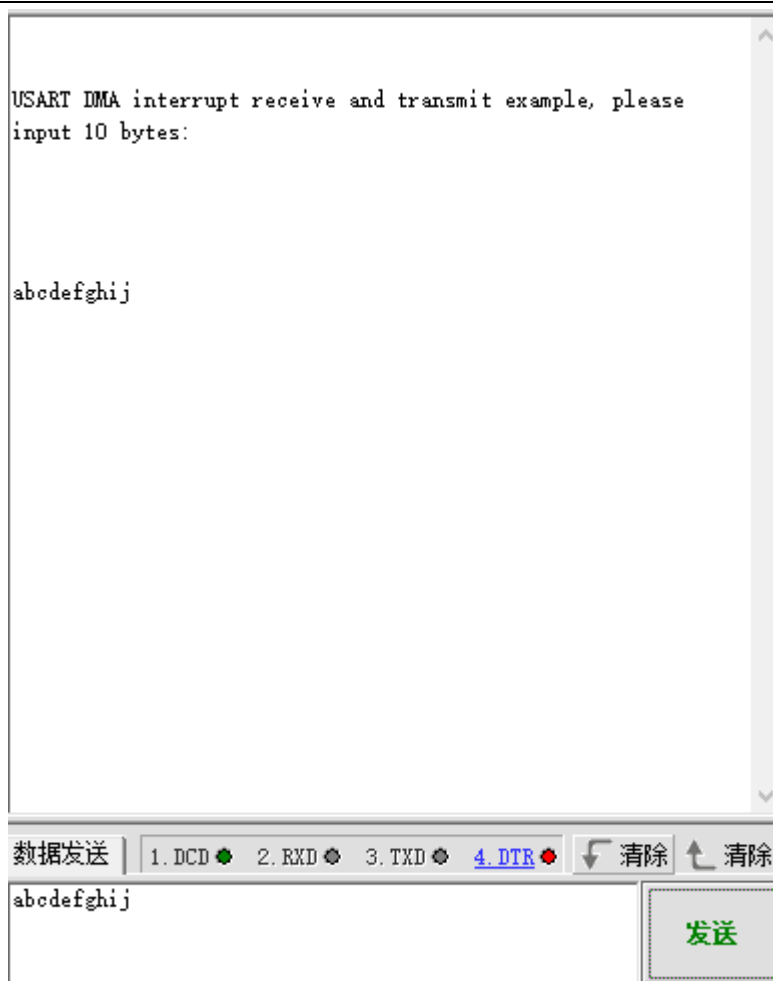 USART DMA interrupt receive and transmit example, please
input 10 bytes:
abcdefghij
数据发送 1.DCD 2.RXD 3.TXD 4.DTR 清除 清除
abcdefghij
发送